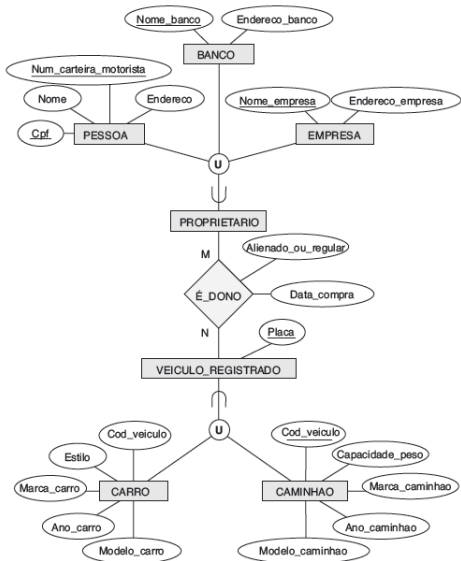 Nome_banco
Endereco_banco
BANCO
Num_carteira_motorista
Nome
Endereco
Nome_empresa
Endereco_empresa
Cpf
PESSOA
EMPRESA
U
PROPRIETARIO
M
Alienado_ou_regular
É_DONO
Data_compra
N
Placa
VEICULO_REGISTRADO
U
Cod_veiculo
Cod_veiculo
Estilo
Capacidade_peso
Marca_carro
CARRO
CAMINHAO
Marca_caminhao
Ano_carro
Ano_caminhao
Modelo_carro
Modelo_caminhao